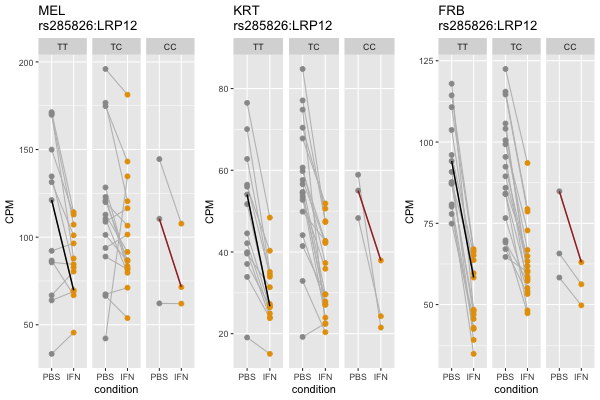 MEL
rs285826:LRP12
TT TC CC
200
150
100
50
CPM
PBS IFN PBS IFN PBS IFN
condition
KRT
rs285826:LRP12
TT TC CC
80
60
40
20
CPM
PBS IFN PBS IFN PBS IFN
condition
FRB
rs285826:LRP12
TT TC CC
125
100
75
50
CPM
PBS IFN PBS IFN PBS IFN
condition